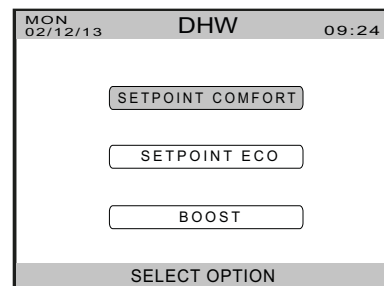 MON
02/12/13
DHW
09:24
SETPOINT COMFORT
SETPOINT ECO
BOOST
SELECT OPTION